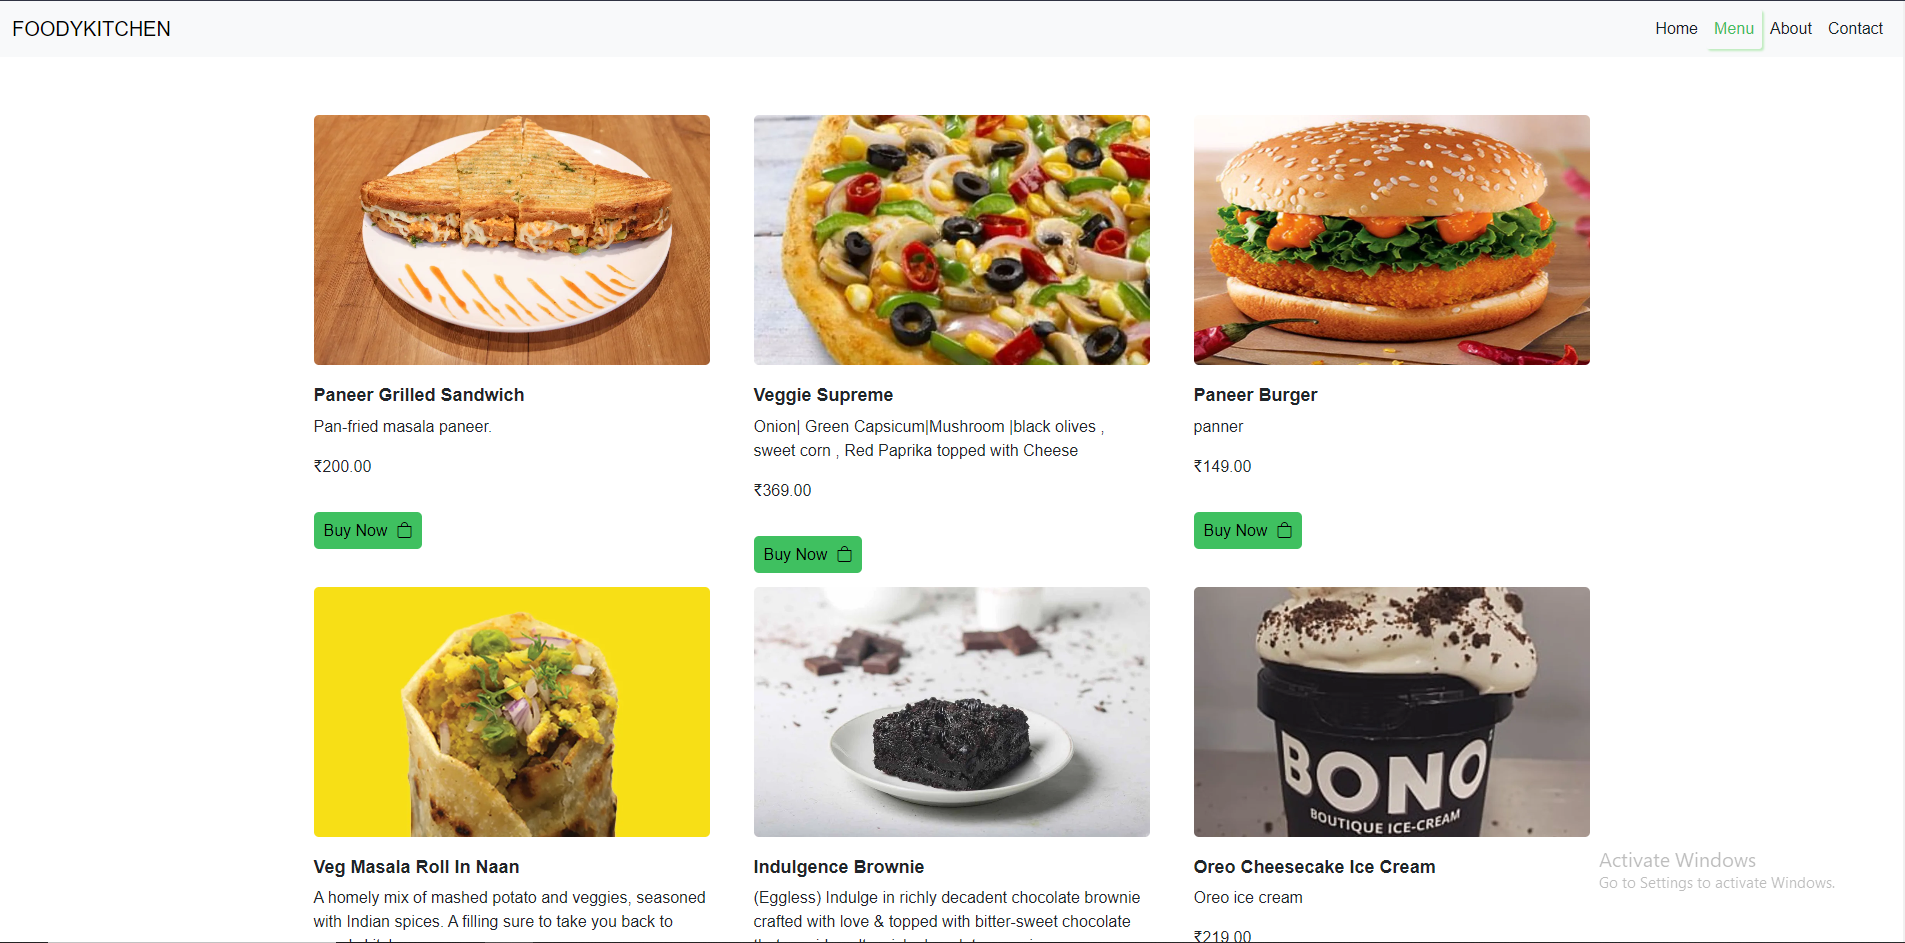 FOODYKITCHEN
Home Menu About Contact
Paneer Grilled Sandwich
Pan-fried masala paneer.
₹200.00
Buy Now
Veggie Supreme
Onion| Green Capsicum|Mushroom |black olives ,
sweet corn , Red Paprika topped with Cheese
₹369.00
Buy Now
Paneer Burger
panner
₹149.00
Buy Now
Veg Masala Roll In Naan
A homely mix of mashed potato and veggies, seasoned
with Indian spices. A filling sure to take you back to
Indulgence Brownie
(Eggless) Indulge in richly decadent chocolate brownie
crafted with love & topped with bitter-sweet chocolate
BONO
BOUTIQUE ICE-CREAM
Oreo Cheesecake Ice Cream
Oreo ice cream
₹219.00
Activate Windows
Go to Settings to activate Windows.